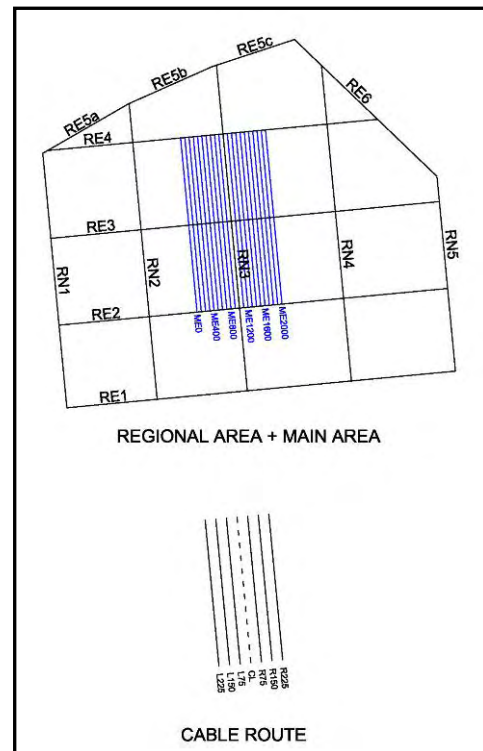 RE5c
RE5b
RE5a
RE6
RE4
RE3
RN1
RN2
RN3
RN4
RN5
RE2
ME0
ME400
ME800
ME1200
ME1600
ME2000
RE1
REGIONAL AREA + MAIN AREA
L225
L150
L75
CL
R75
R150
R225
CABLE ROUTE